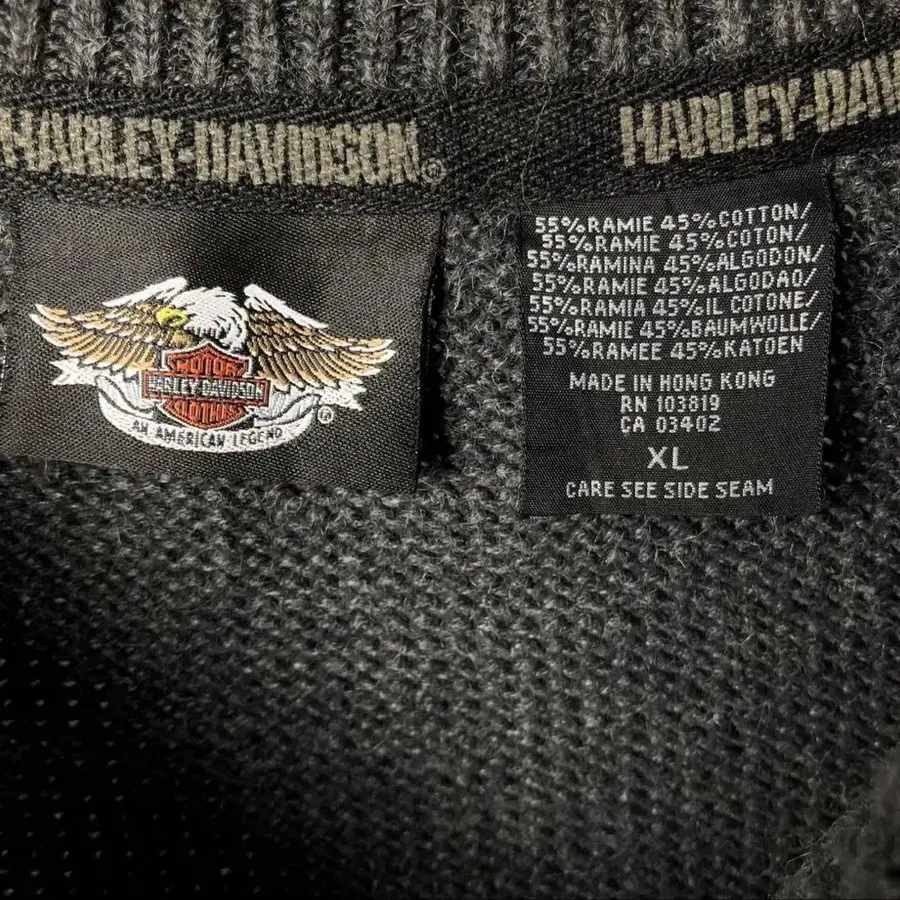 HARLEY-DAVIDSON®
HARLEY-DAV
MOTOR
HARLEY-DAVIDSON
CLOTHES
AN AMERICAN LEGEND
®
55%RAMIE 45%COTTON/
55%RAMIE 45%COTON/
55%RAMINA 45%ALGODON/
55%RAMIE 45%ALGODAO/
55%RAMIA 45%IL COTONE/
55%RAMIE 45%BAUMWOLLE/
55%RAMEE 45%KATOEN
MADE IN HONG KONG
RN 103819
CA 03402
XL
CARE SEE SIDE SEAM